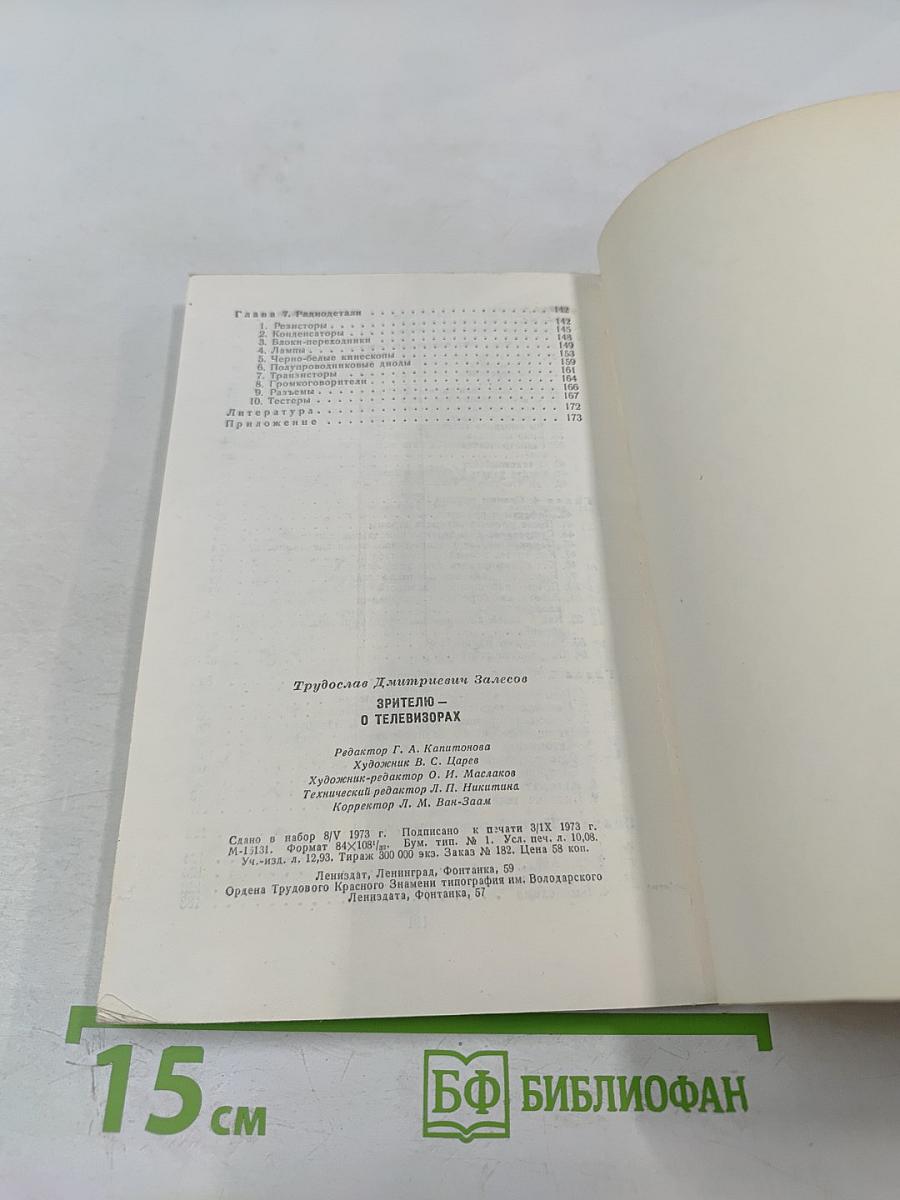 Глава 7. Радиодетали . . . . . . . . . . . . . . . 142
1. Резисторы . . . . . . . . . . . . . . . 142
2. Конденсаторы . . . . . . . . . . . . . . . 145
3. Блоки-переходники . . . . . . . . . . . . . . . 148
4. Лампы . . . . . . . . . . . . . . . 149
5. Черно-белые кинескопы . . . . . . . . . . . . . . . 153
6. Полупроводниковые диоды . . . . . . . . . . . . . . . 159
7. Транзисторы . . . . . . . . . . . . . . . 161
8. Громкоговорители . . . . . . . . . . . . . . . 164
9. Разъемы . . . . . . . . . . . . . . . 166
10. Тестеры . . . . . . . . . . . . . . . 167
Литература . . . . . . . . . . . . . . . 172
Приложение . . . . . . . . . . . . . . . 173
Трудослав Дмитриевич Залесов
ЗРИТЕЛЮ —
О ТЕЛЕВИЗОРАХ
Редактор Г. А. Капитонова
Художник В. С. Царев
Художник-редактор О. И. Маслаков
Технический редактор Л. П. Никитина
Корректор Л. М. Ван-Заам
Сдано в набор 8/V 1973 г. Подписано к печати 3/IX 1973 г.
Формат 84×108¹/₃₂. Бум. тип. № 1. Усл. печ. л. 10,08.
Уч.-изд. л. 12,93. Тираж 300 000 экз. Заказ № 182. Цена 58 коп.
Лениздат, Ленинград, Фонтанка, 59
Ордена Трудового Красного Знамени типография им. Володарского
Лениздата, Фонтанка, 57
15 см
БФ БИБЛИОФАН